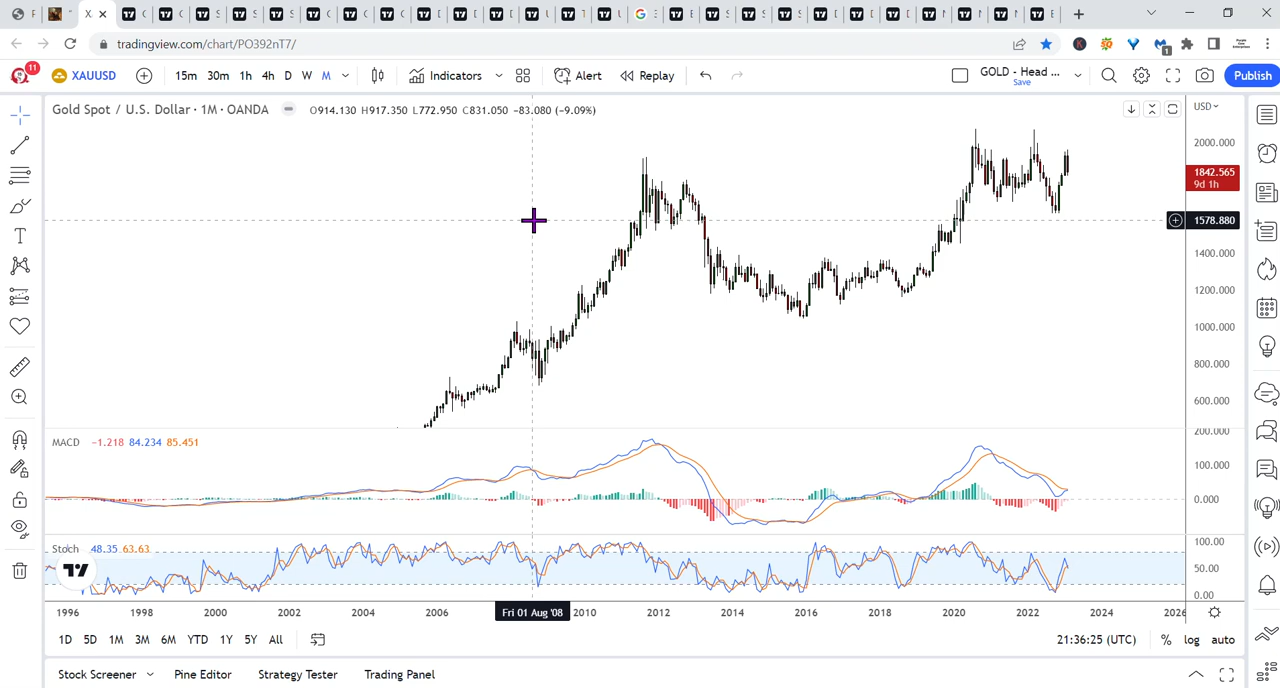 tradingview.com/chart/PO392nT7/
1
11
XAUUSD
15m 30m 1h 4h D W M
Indicators
Alert
Replay
GOLD - Head ...
Save
Publish
Gold Spot / U.S. Dollar · 1M · OANDA
O914.130 H917.350 L772.950 C831.050 −83.080 (−9.09%)
USD
2000.000
1842.565
9d 1h
1578.880
1400.000
1200.000
1000.000
800.000
600.000
200.000
MACD −1.218 84.234 85.451
100.000
0.000
Stoch 48.35 63.63
100.00
50.00
0.00
1996 1998 2000 2002 2004 2006 Fri 01 Aug '08 2010 2012 2014 2016 2018 2020 2022 2024 2026
1D 5D 1M 3M 6M YTD 1Y 5Y All
21:36:25 (UTC) % log auto
Stock Screener Pine Editor Strategy Tester Trading Panel